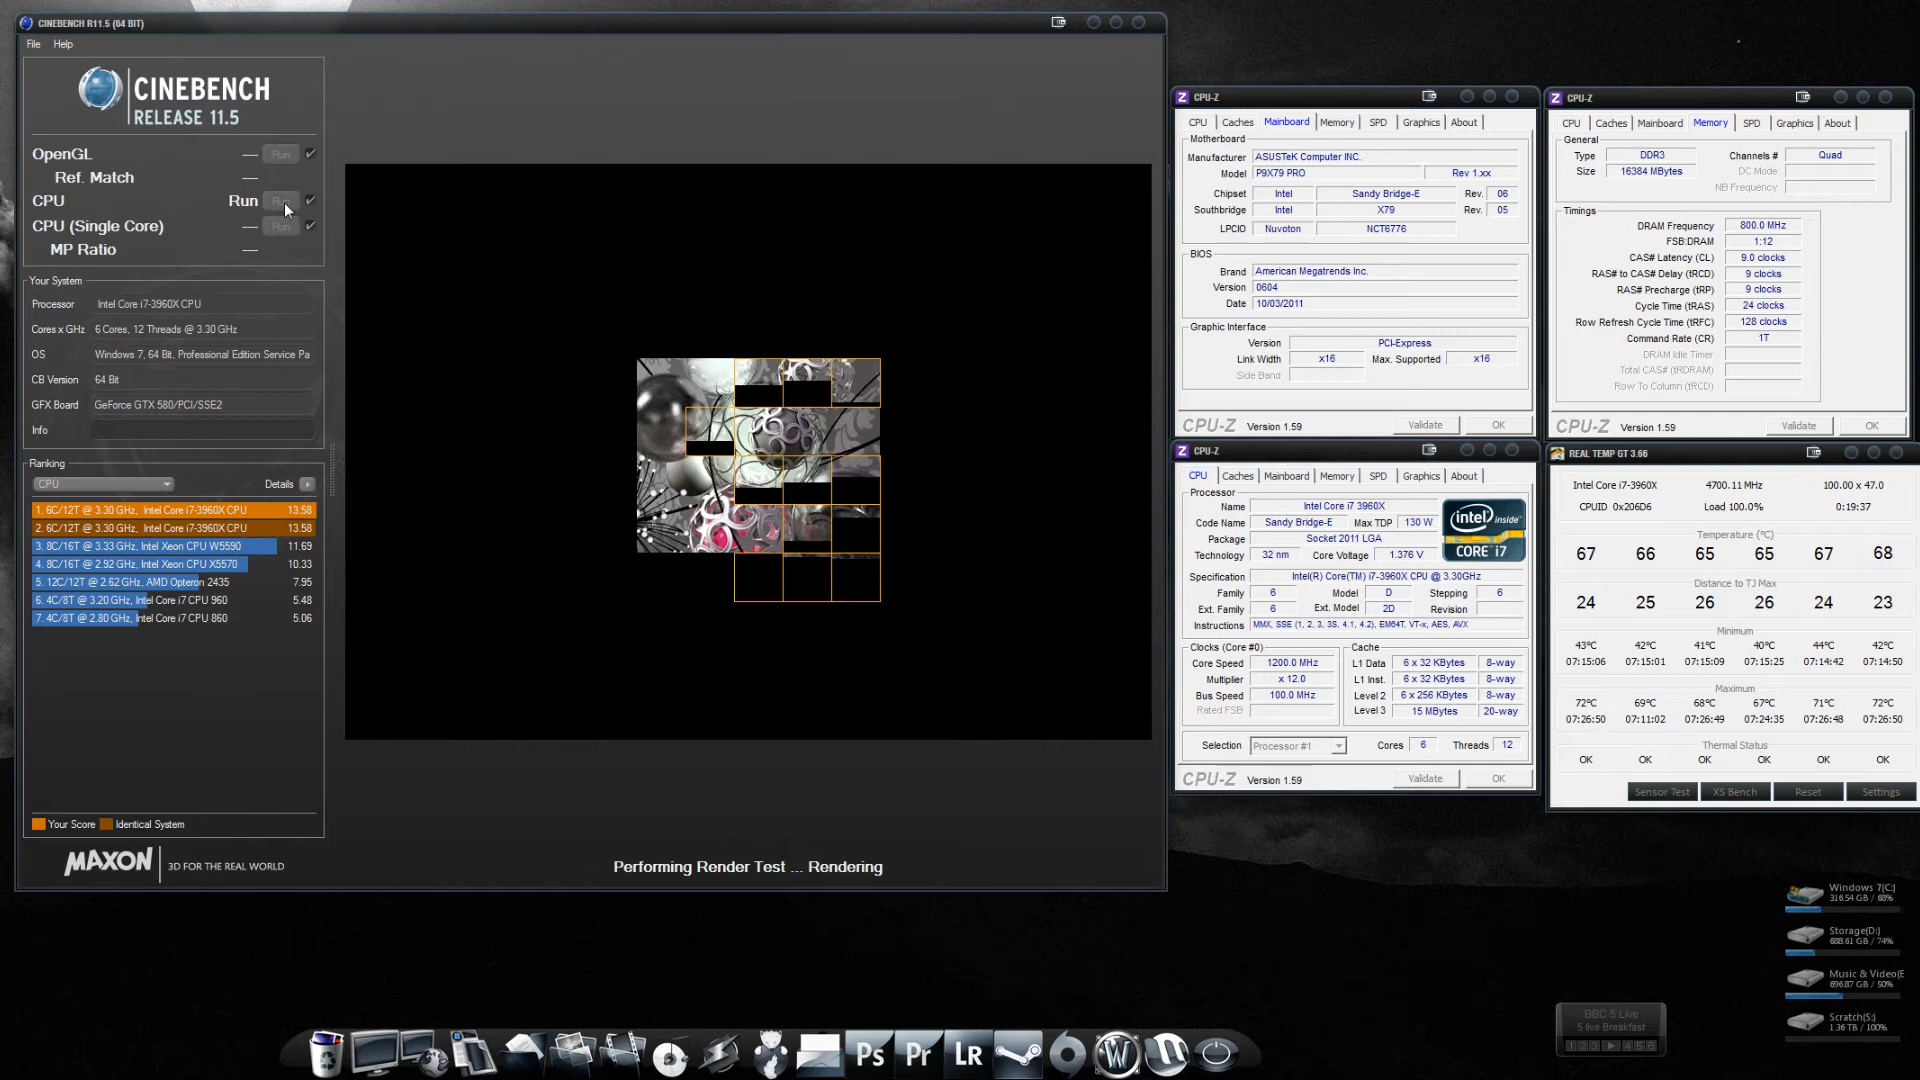 CINEBENCH R11.5 (64 BIT)
File Help
CINEBENCH
RELEASE 11.5
OpenGL --- Run
Ref. Match ---
CPU Run
CPU (Single Core) --- Run
MP Ratio ---
Your System
Processor Intel Core i7-3960X CPU
Cores x GHz 6 Cores, 12 Threads @ 3.30 GHz
OS Windows 7, 64 Bit, Professional Edition Service Pa
CB Version 64 Bit
GFX Board GeForce GTX 580/PCI/SSE2
Info
Ranking
CPU Details
1. 6C/12T @ 3.30 GHz, Intel Core i7-3960X CPU 13.58
2. 6C/12T @ 3.30 GHz, Intel Core i7-3960X CPU 13.58
3. 8C/16T @ 3.33 GHz, Intel Xeon CPU W5590 11.69
4. 8C/16T @ 2.92 GHz, Intel Xeon CPU X5570 10.33
5. 12C/12T @ 2.62 GHz, AMD Opteron 2435 7.95
6. 4C/8T @ 3.20 GHz, Intel Core i7 CPU 960 5.48
7. 4C/8T @ 2.80 GHz, Intel Core i7 CPU 860 5.06
Your Score Identical System
MAXON 3D FOR THE REAL WORLD
Performing Render Test ... Rendering
CPU-Z
CPU Caches Mainboard Memory SPD Graphics About
Motherboard
Manufacturer ASUSTeK Computer INC.
Model P9X79 PRO Rev 1.xx
Chipset Intel Sandy Bridge-E Rev. 06
Southbridge Intel X79 Rev. 05
LPCIO Nuvoton NCT6776
BIOS
Brand American Megatrends Inc.
Version 0604
Date 10/03/2011
Graphic Interface
Version PCI-Express
Link Width x16 Max. Supported x16
Side Band
CPU-Z Version 1.59 Validate OK
CPU-Z
CPU Caches Mainboard Memory SPD Graphics About
General
Type DDR3 Channels # Quad
Size 16384 MBytes DC Mode
NB Frequency
Timings
DRAM Frequency 800.0 MHz
FSB:DRAM 1:12
CAS# Latency (CL) 9.0 clocks
RAS# to CAS# Delay (tRCD) 9 clocks
RAS# Precharge (tRP) 9 clocks
Cycle Time (tRAS) 24 clocks
Row Refresh Cycle Time (tRFC) 128 clocks
Command Rate (CR) 1T
DRAM Idle Timer
Total CAS# (tRDRAM)
Row To Column (tRCD)
CPU-Z Version 1.59 Validate OK
CPU-Z
CPU Caches Mainboard Memory SPD Graphics About
Processor
Name Intel Core i7 3960X
Code Name Sandy Bridge-E Max TDP 130 W
Package Socket 2011 LGA
Technology 32 nm Core Voltage 1.376 V
intel inside
CORE i7
Specification Intel(R) Core(TM) i7-3960X CPU @ 3.30GHz
Family 6 Model D Stepping 6
Ext. Family 6 Ext. Model 2D Revision
Instructions MMX, SSE (1, 2, 3, 3S, 4.1, 4.2), EM64T, VT-x, AES, AVX
Clocks (Core #0)
Core Speed 1200.0 MHz
Multiplier x 12.0
Bus Speed 100.0 MHz
Rated FSB
Cache
L1 Data 6 x 32 KBytes 8-way
L1 Inst. 6 x 32 KBytes 8-way
Level 2 6 x 256 KBytes 8-way
Level 3 15 MBytes 20-way
Selection Processor #1 Cores 6 Threads 12
CPU-Z Version 1.59 Validate OK
REAL TEMP GT 3.66
Intel Core i7-3960X 4700.11 MHz 100.00 x 47.0
CPUID 0x206D6 Load 100.0% 0:19:37
Temperature (°C)
67 66 65 65 67 68
Distance to TJ Max
24 25 26 26 24 23
Minimum
43°C 42°C 41°C 40°C 44°C 42°C
07:15:06 07:15:01 07:15:09 07:15:25 07:14:42 07:14:50
Maximum
72°C 69°C 68°C 67°C 71°C 72°C
07:26:50 07:11:02 07:26:49 07:24:35 07:26:48 07:26:50
Thermal Status
OK OK OK OK OK OK
Sensor Test XS Bench Reset Settings
Windows 7(C:)
316.54 GB / 68%
Storage(D:)
688.61 GB / 74%
Music & Video(E
696.87 GB / 50%
Scratch(S:)
1.36 TB / 100%
BBC 5 Live
5 live Breakfast
Ps Pr LR W